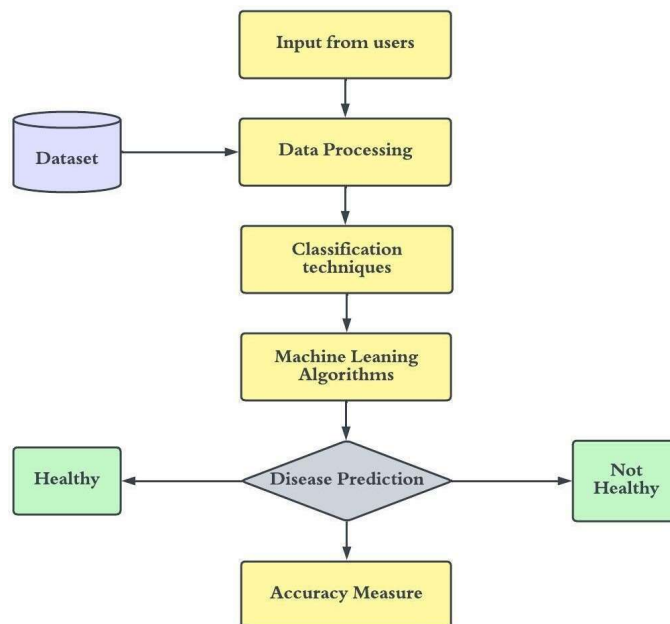 Input from users
Dataset
Data Processing
Classification
techniques
Machine Leaning
Algorithms
Healthy
Disease Prediction
Not
Healthy
Accuracy Measure